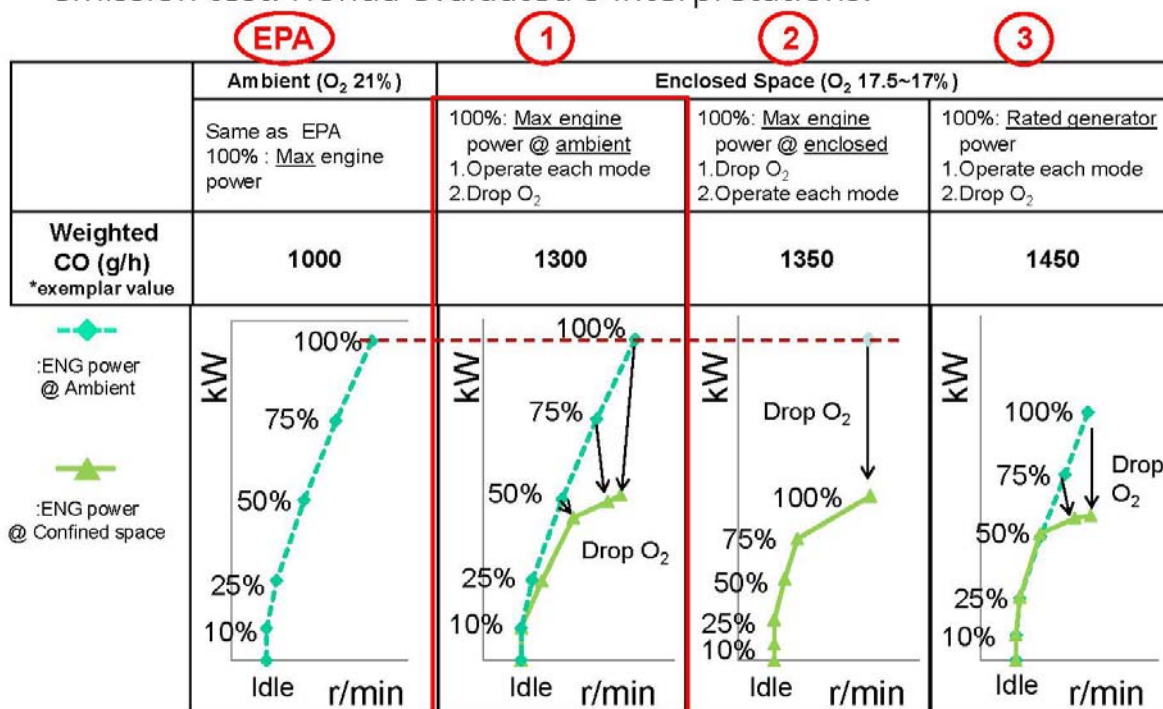 EPA
1
2
3
Ambient (O₂ 21%)
Enclosed Space (O₂ 17.5~17%)
Same as EPA
100% : Max engine
power
100%: Max engine
power @ ambient
1.Operate each mode
2.Drop O₂
100%: Max engine
power @ enclosed
1.Drop O₂
2.Operate each mode
100%: Rated generator
power
1.Operate each mode
2.Drop O₂
Weighted
CO (g/h)
*exemplar value
1000
1300
1350
1450
:ENG power
@ Ambient
:ENG power
@ Confined space
kW
100%
75%
50%
25%
10%
Idle
r/min
kW
100%
75%
50%
Drop O₂
25%
10%
Idle
r/min
kW
Drop O₂
100%
75%
50%
25%
10%
Idle
r/min
kW
100%
75%
Drop
O₂
50%
25%
10%
Idle
r/min